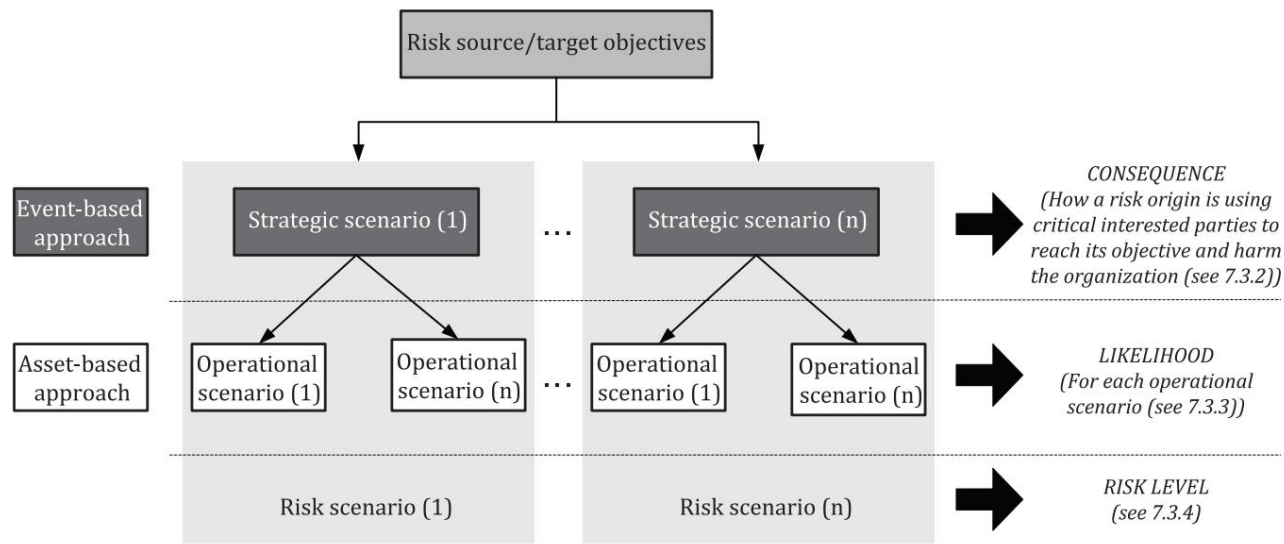 Risk source/target objectives
Event-based
approach
Strategic scenario (1)
...
Strategic scenario (n)
CONSEQUENCE
(How a risk origin is using
critical interested parties to
reach its objective and harm
the organization (see 7.3.2))
Asset-based
approach
Operational
scenario (1)
Operational
scenario (n)
...
Operational
scenario (1)
Operational
scenario (n)
LIKELIHOOD
(For each operational
scenario (see 7.3.3))
Risk scenario (1)
Risk scenario (n)
RISK LEVEL
(see 7.3.4)